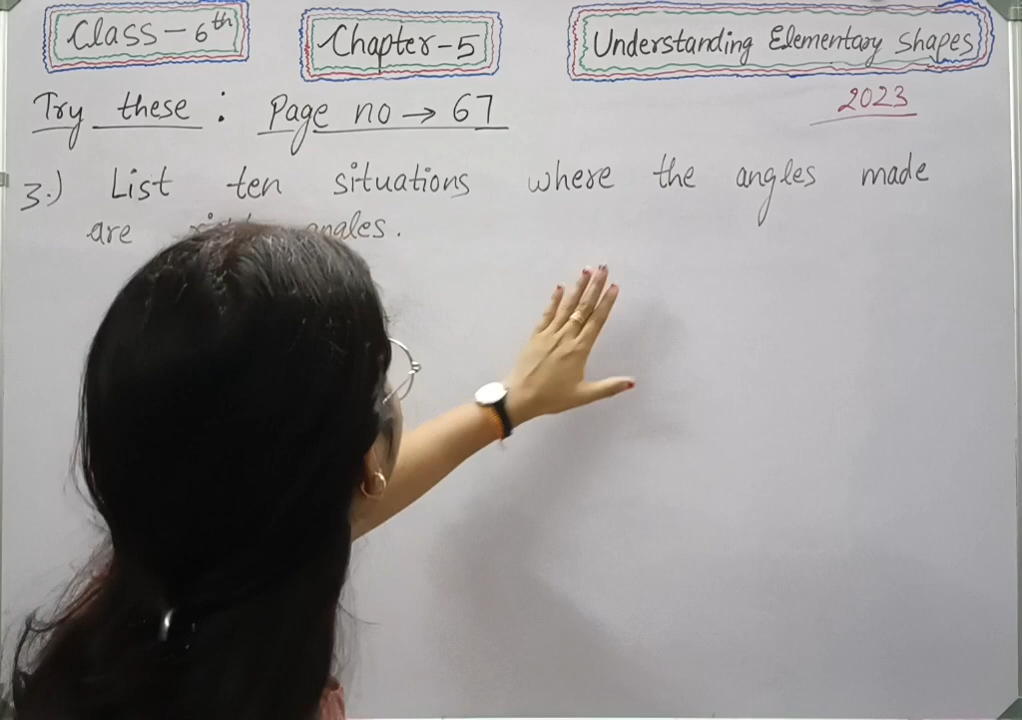 Class - 6th
Chapter-5
Understanding Elementary Shapes
Try these : Page no → 67
2023
3.) List ten situations where the angles made
are angles.